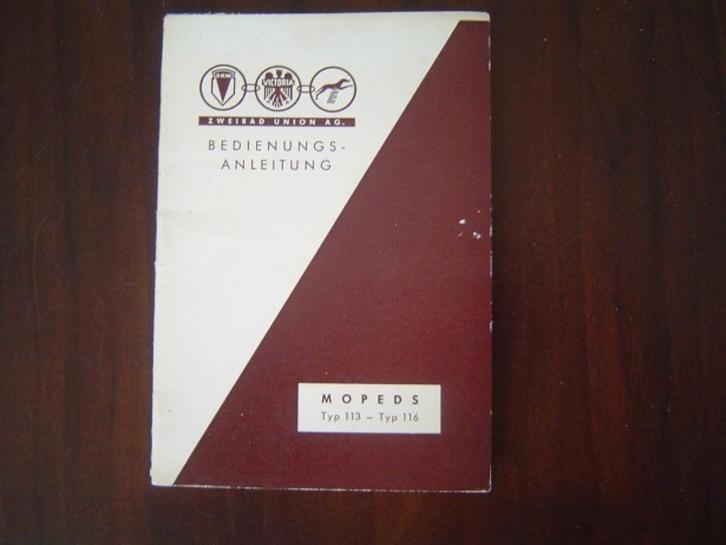 DKW VICTORIA
ZWEIRAD UNION AG.
BEDIENUNGS-
ANLEITUNG
MOPEDS
Typ 113 – Typ 116